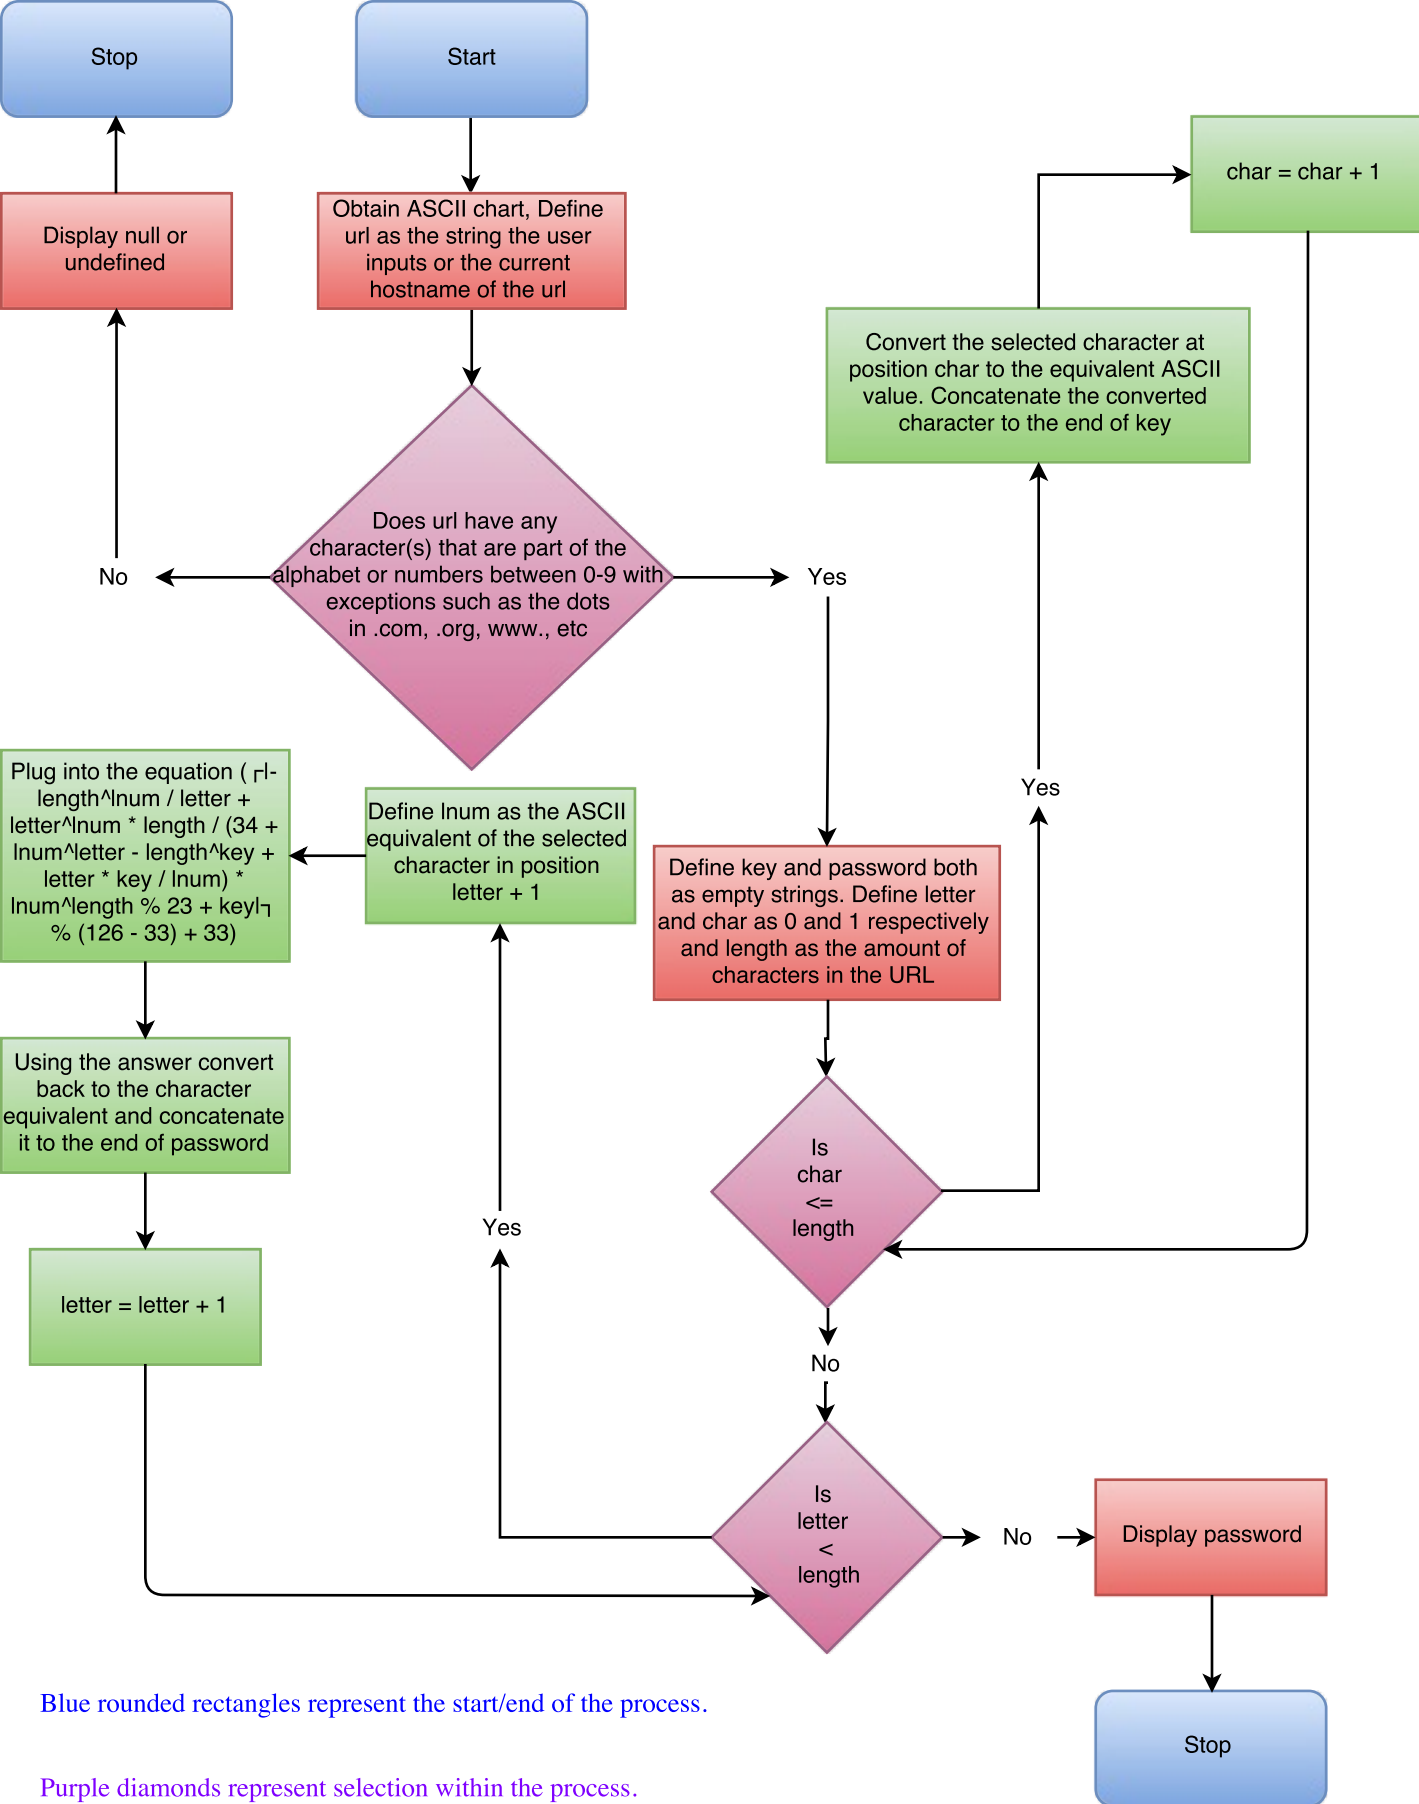 Stop
Start
Display null or
undefined
Obtain ASCII chart, Define
url as the string the user
inputs or the current
hostname of the url
char = char + 1
Convert the selected character at
position char to the equivalent ASCII
value. Concatenate the converted
character to the end of key
Does url have any
character(s) that are part of the
alphabet or numbers between 0-9 with
exceptions such as the dots
in .com, .org, www., etc
No
Yes
Yes
Plug into the equation (┌|-
length^lnum / letter +
letter^lnum * length / (34 +
lnum^letter - length^key +
letter * key / lnum) *
lnum^length % 23 + key|┐
% (126 - 33) + 33)
Define lnum as the ASCII
equivalent of the selected
character in position
letter + 1
Define key and password both
as empty strings. Define letter
and char as 0 and 1 respectively
and length as the amount of
characters in the URL
Using the answer convert
back to the character
equivalent and concatenate
it to the end of password
Is
char
<=
length
Yes
letter = letter + 1
No
Is
letter
<
length
No
Display password
Stop
Blue rounded rectangles represent the start/end of the process.
Purple diamonds represent selection within the process.